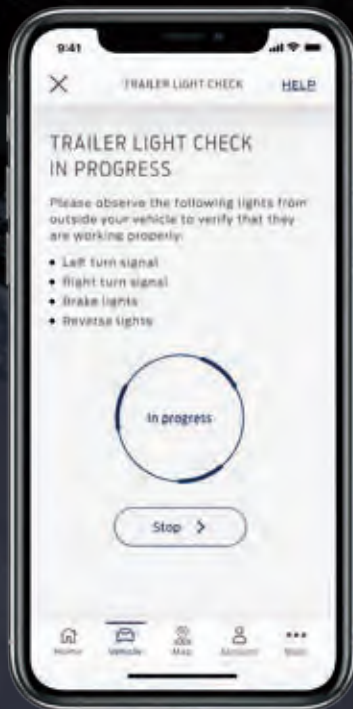 9:41
TRAILER LIGHT CHECK
HELP
TRAILER LIGHT CHECK
IN PROGRESS
Please observe the following lights from
outside your vehicle to verify that they
are working properly:
• Left turn signal
• Right turn signal
• Brake lights
• Reverse lights
In progress
Stop
Home
Vehicle
Map
Account
More